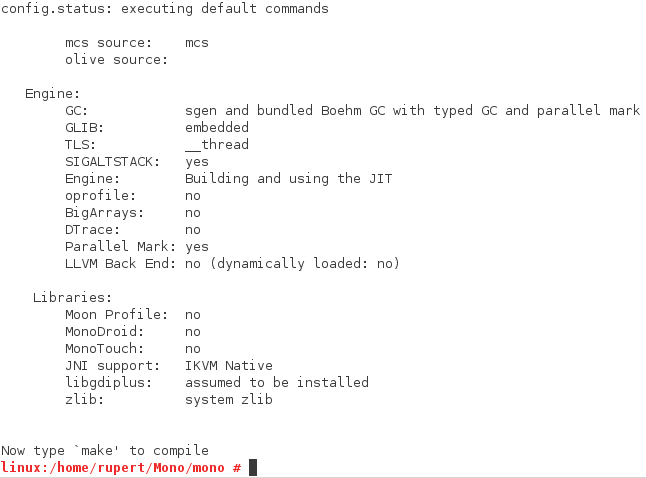 config.status: executing default commands
mcs source: mcs
olive source:
Engine:
GC: sgen and bundled Boehm GC with typed GC and parallel mark
GLIB: embedded
TLS: __thread
SIGALTSTACK: yes
Engine: Building and using the JIT
oprofile: no
BigArrays: no
DTrace: no
Parallel Mark: yes
LLVM Back End: no (dynamically loaded: no)
Libraries:
Moon Profile: no
MonoDroid: no
MonoTouch: no
JNI support: IKVM Native
libgdiplus: assumed to be installed
zlib: system zlib
Now type `make' to compile
linux:/home/rupert/Mono/mono #